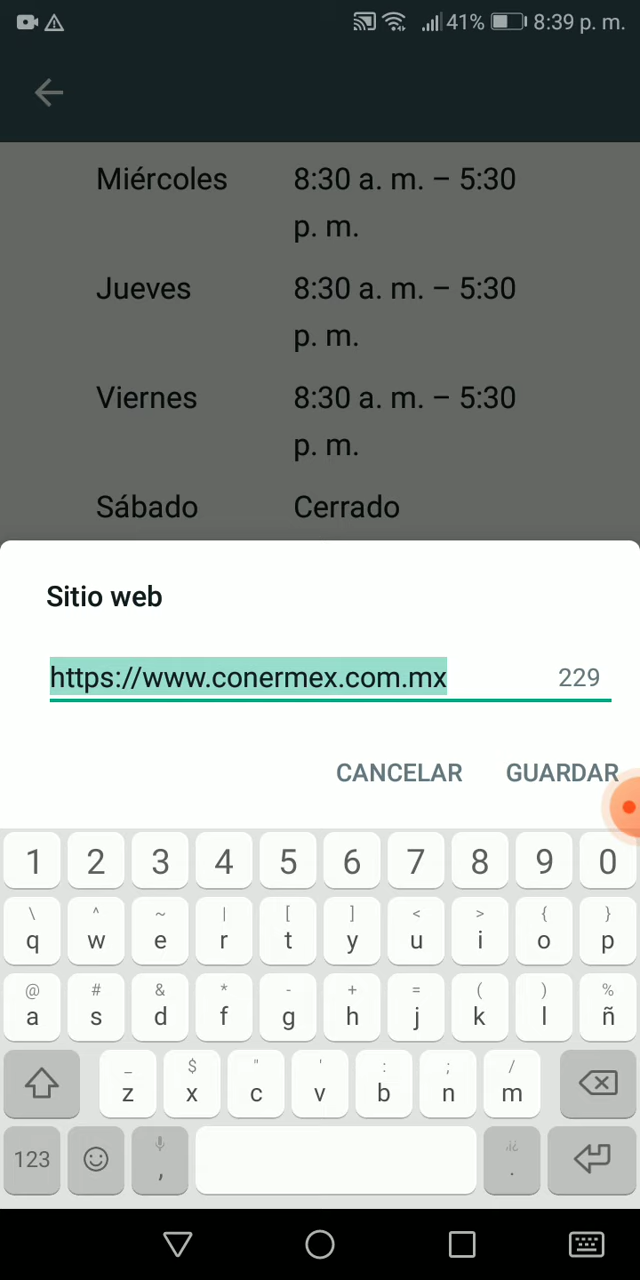 41% 8:39 p. m.
Miércoles 8:30 a. m. – 5:30
p. m.
Jueves 8:30 a. m. – 5:30
p. m.
Viernes 8:30 a. m. – 5:30
p. m.
Sábado Cerrado
Sitio web
https://www.conermex.com.mx 229
CANCELAR GUARDAR
1 2 3 4 5 6 7 8 9 0
\ ^ ~ | [ ] < > { }
q w e r t y u i o p
@ # & * - + = ( ) %
a s d f g h j k l ñ
_ $ " ' : ; /
z x c v b n m
¡¿
123 , .